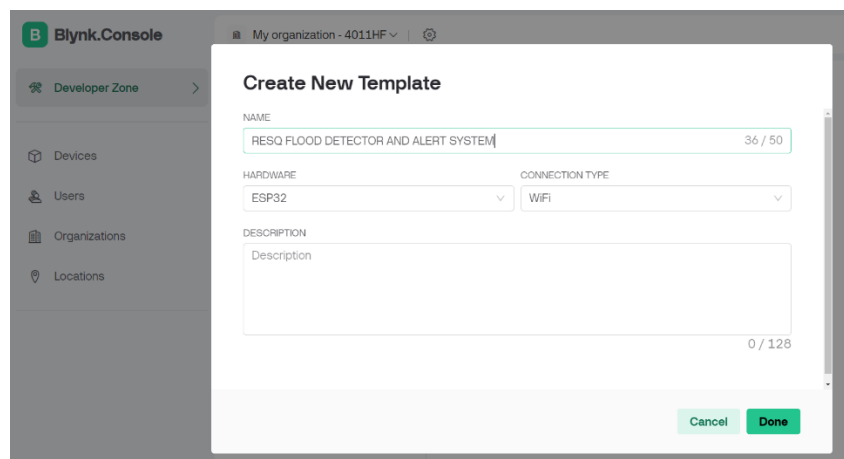 B Blynk.Console
My organization - 4011HF
Developer Zone
Devices
Users
Organizations
Locations
Create New Template
NAME
RESQ FLOOD DETECTOR AND ALERT SYSTEM 36 / 50
HARDWARE CONNECTION TYPE
ESP32 WiFi
DESCRIPTION
Description
0 / 128
Cancel Done